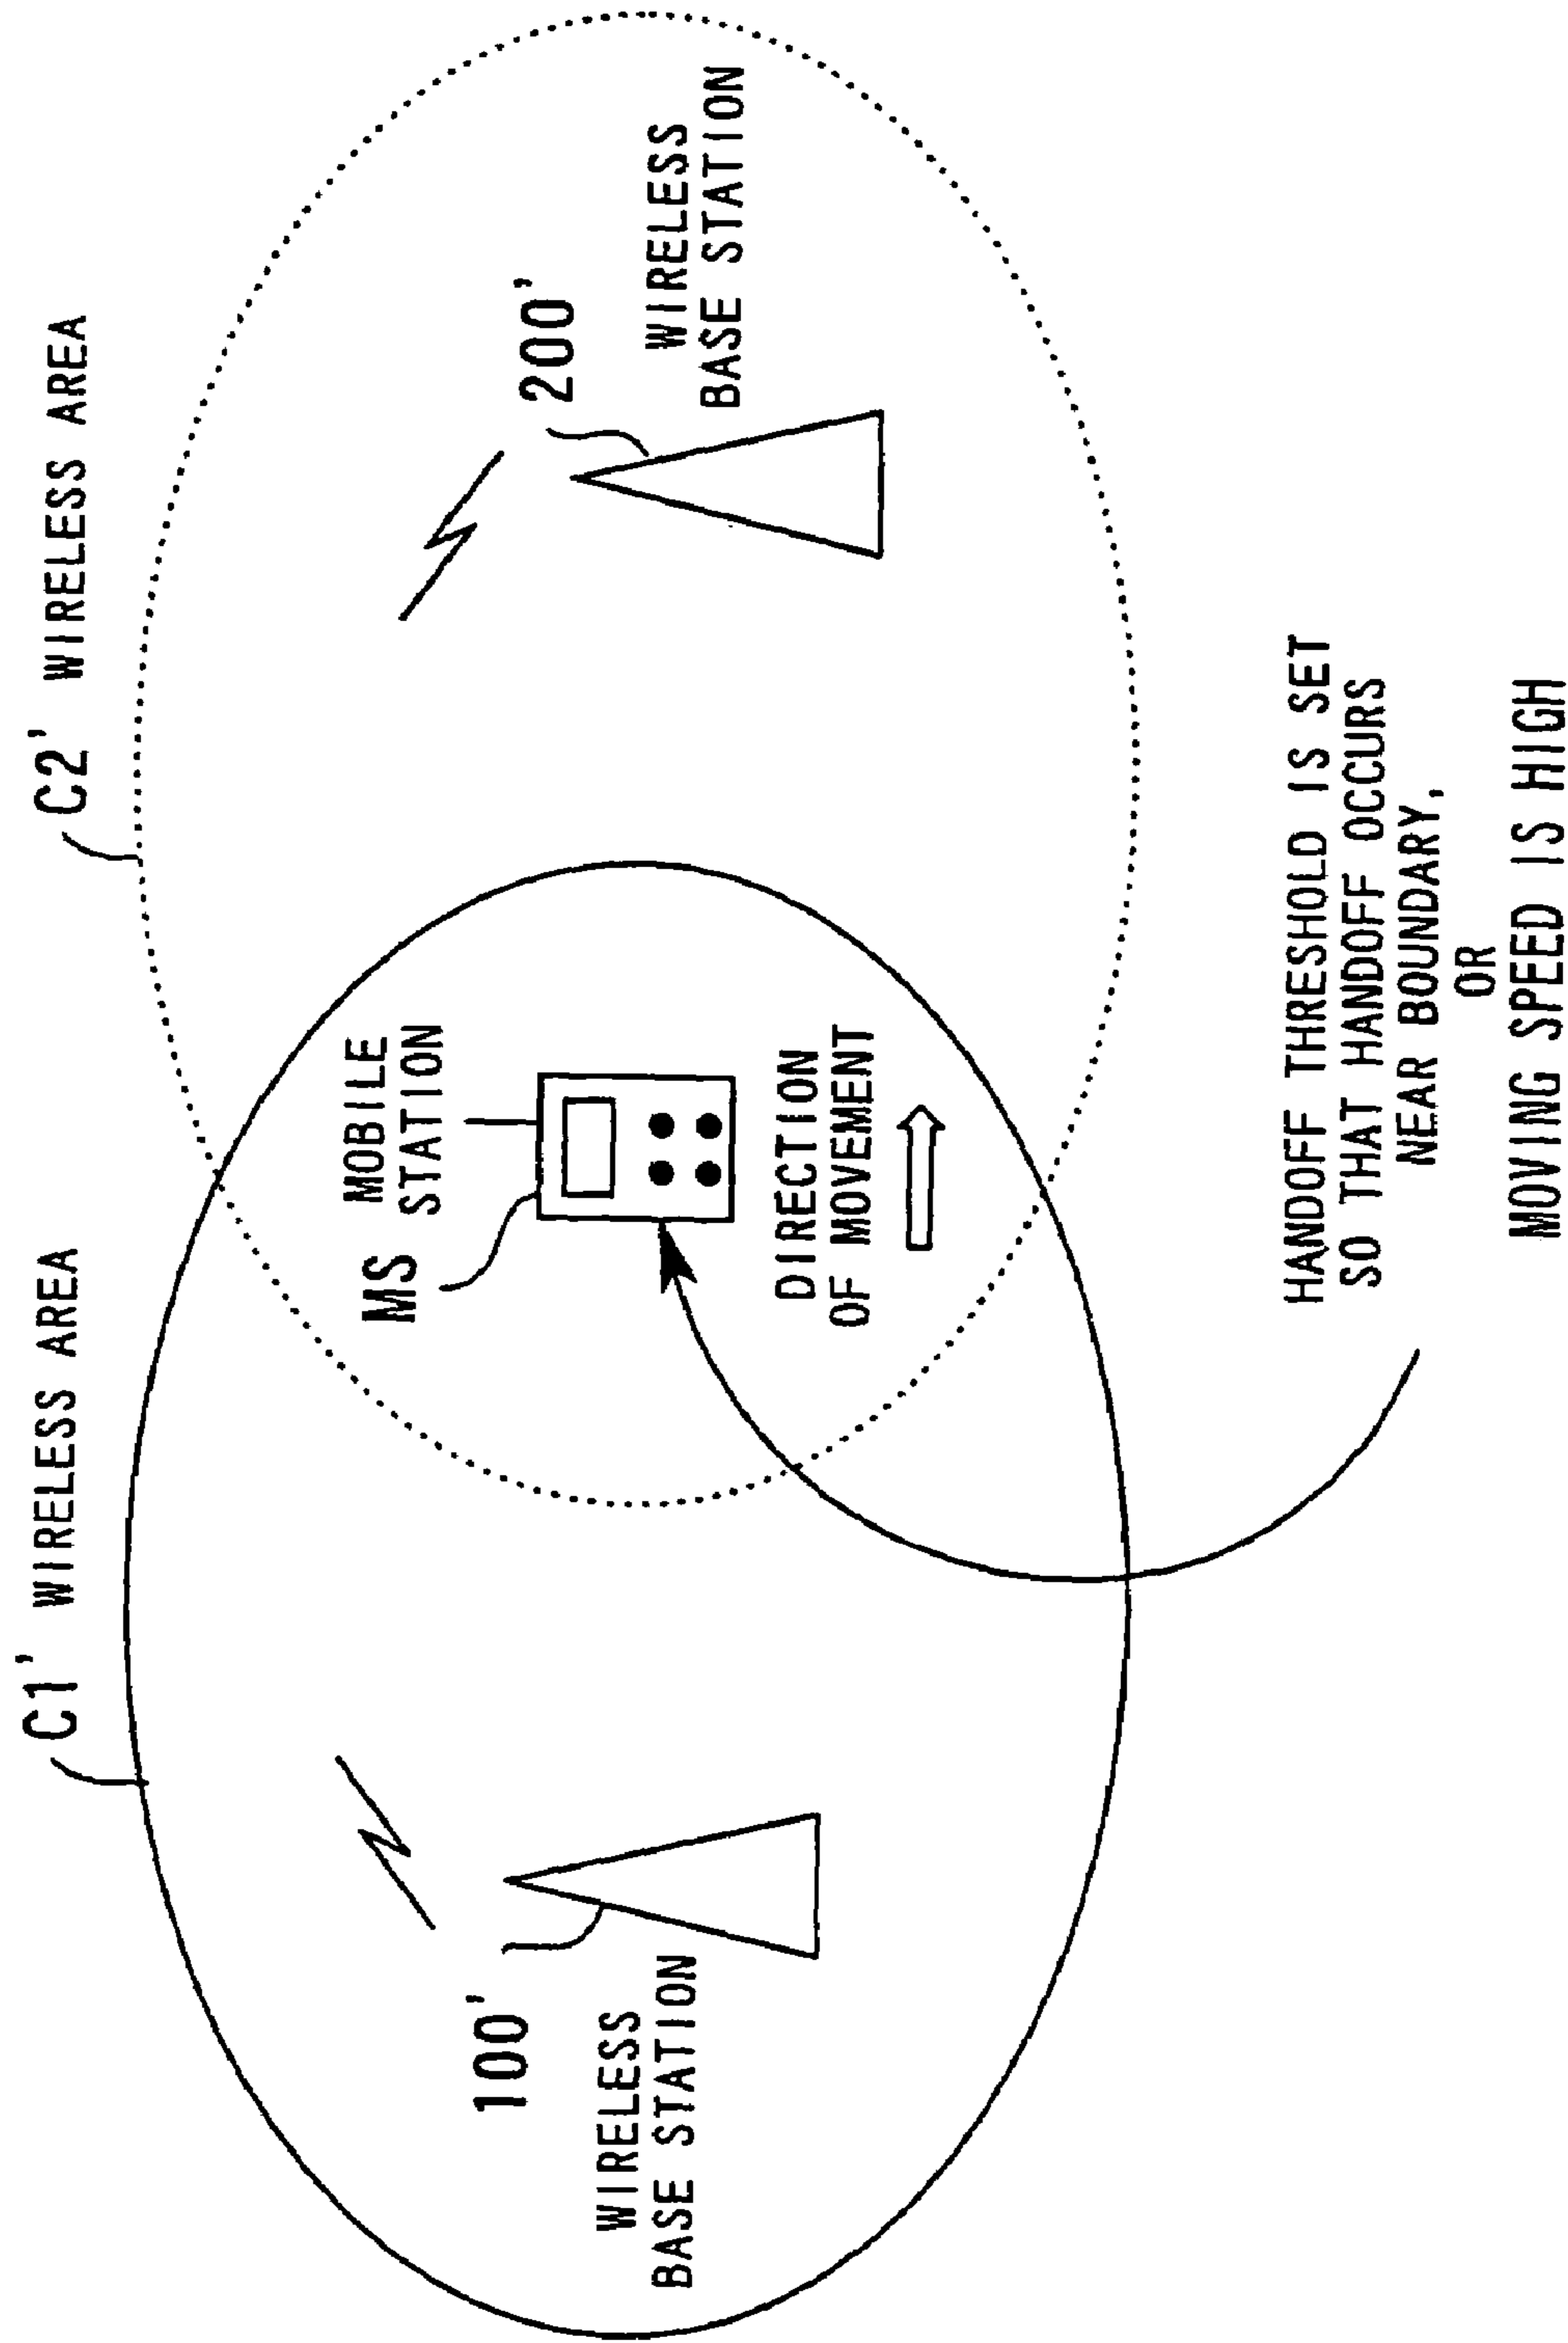 C1' WIRELESS AREA
C2' WIRELESS AREA
100'
WIRELESS
BASE STATION
MS
MOBILE
STATION
DIRECTION
OF MOVEMENT
200'
WIRELESS
BASE STATION
HANDOFF THRESHOLD IS SET
SO THAT HANDOFF OCCURS
NEAR BOUNDARY,
OR
MOVING SPEED IS HIGH